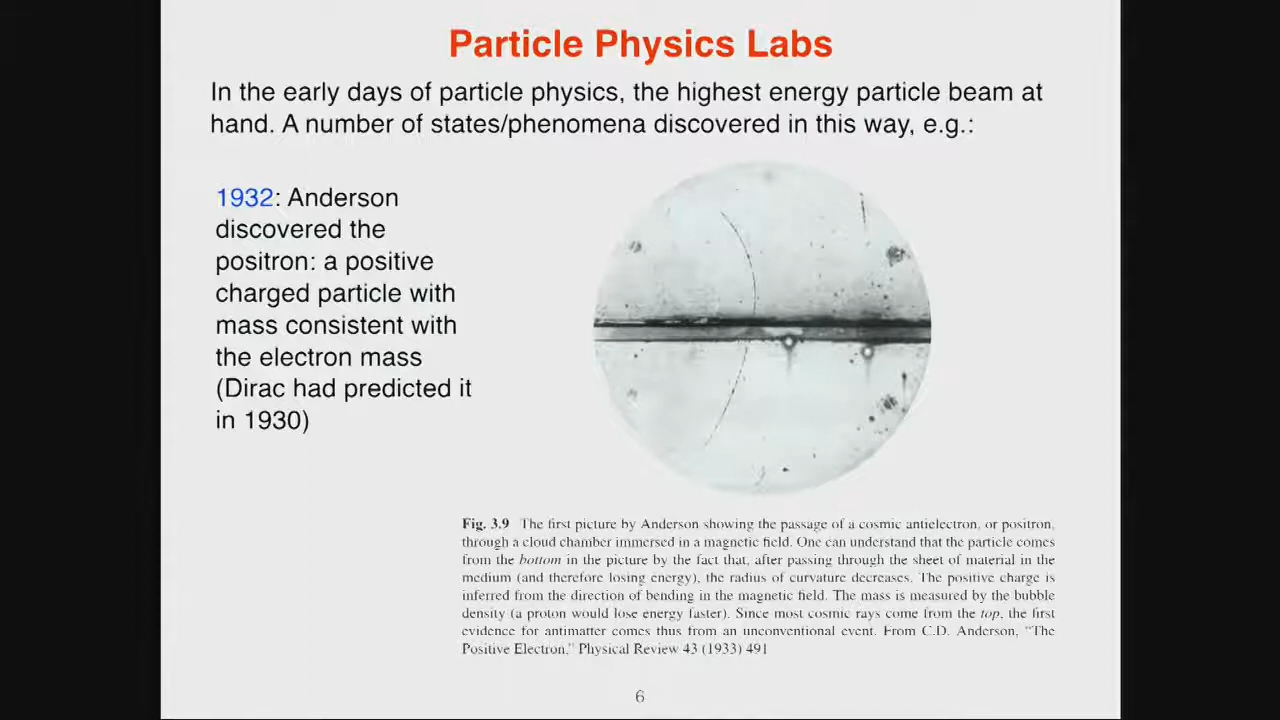 Particle Physics Labs
In the early days of particle physics, the highest energy particle beam at
hand. A number of states/phenomena discovered in this way, e.g.:
1932: Anderson
discovered the
positron: a positive
charged particle with
mass consistent with
the electron mass
(Dirac had predicted it
in 1930)
Fig. 3.9 The first picture by Anderson showing the passage of a cosmic antielectron, or positron,
through a cloud chamber immersed in a magnetic field. One can understand that the particle comes
from the bottom in the picture by the fact that, after passing through the sheet of material in the
medium (and therefore losing energy), the radius of curvature decreases. The positive charge is
inferred from the direction of bending in the magnetic field. The mass is measured by the bubble
density (a proton would lose energy faster). Since most cosmic rays come from the top, the first
evidence for antimatter comes thus from an unconventional event. From C.D. Anderson, "The
Positive Electron," Physical Review 43 (1933) 491
6